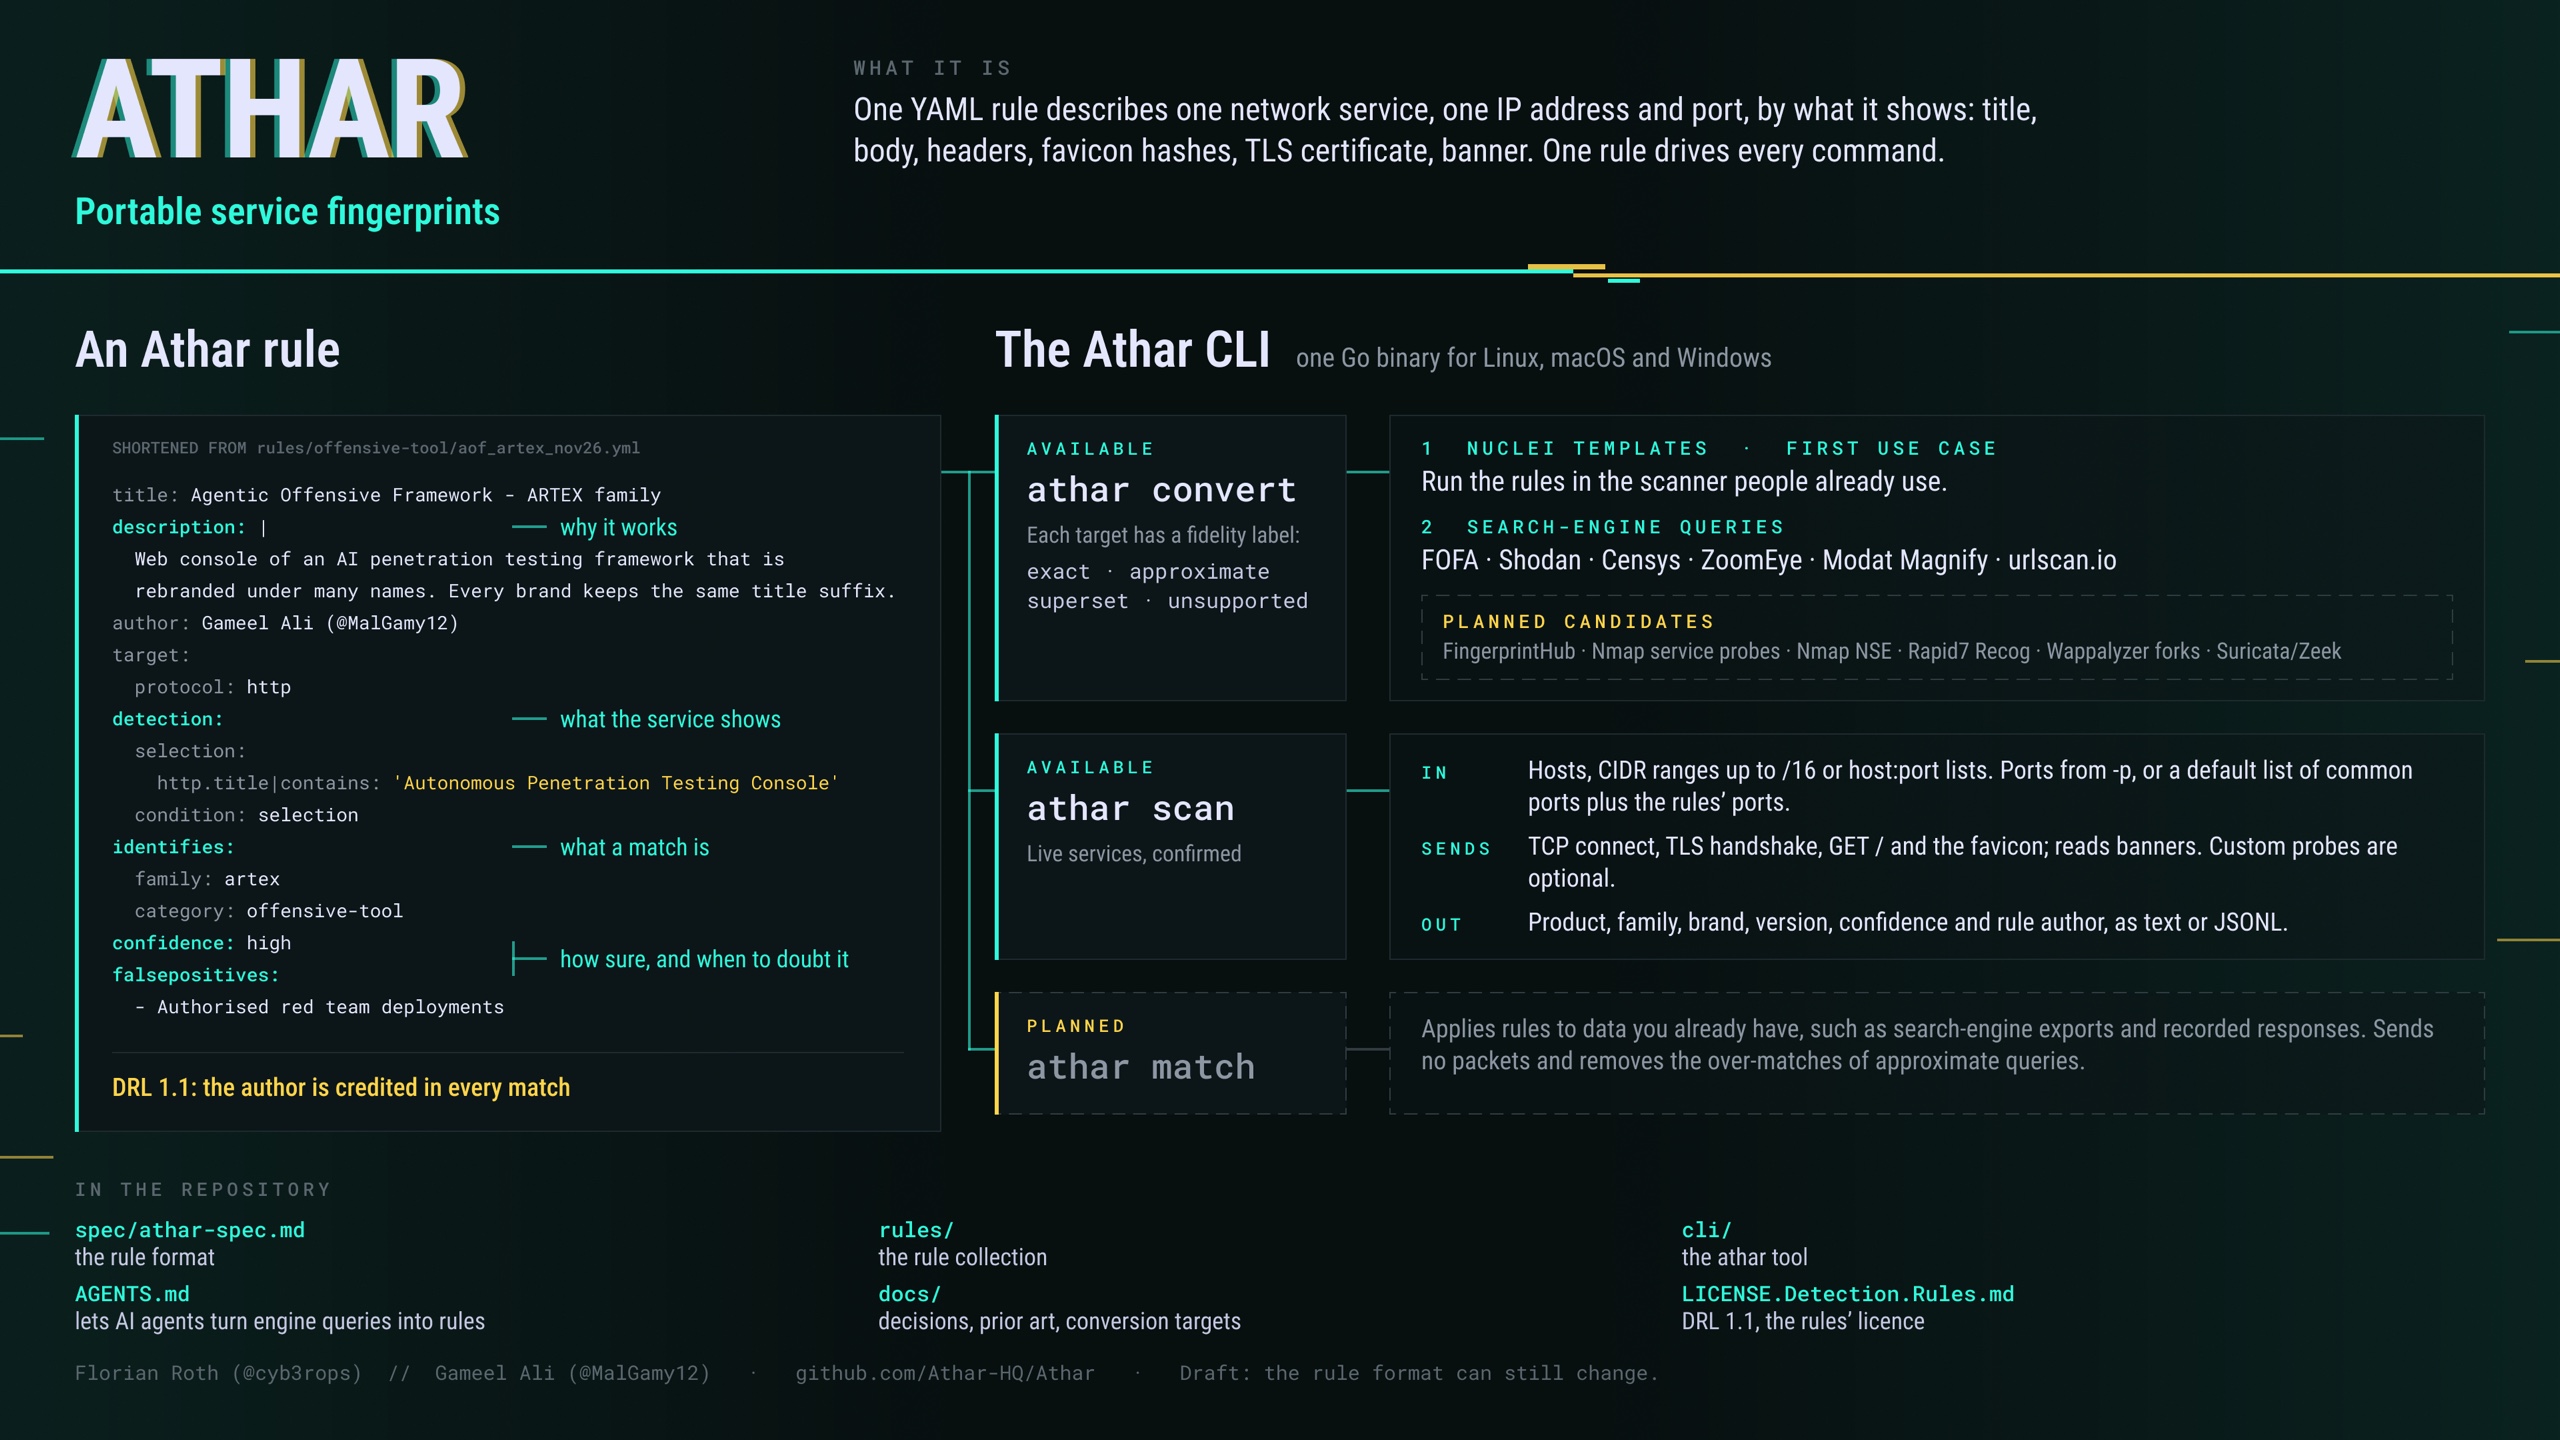 ATHAR
Portable service fingerprints
WHAT IT IS
One YAML rule describes one network service, one IP address and port, by what it shows: title,
body, headers, favicon hashes, TLS certificate, banner. One rule drives every command.
An Athar rule
SHORTENED FROM rules/offensive-tool/aof_artex_nov26.yml
title: Agentic Offensive Framework - ARTEX family
description: | why it works
Web console of an AI penetration testing framework that is
rebranded under many names. Every brand keeps the same title suffix.
author: Gameel Ali (@MalGamy12)
target:
protocol: http
detection: what the service shows
selection:
http.title|contains: 'Autonomous Penetration Testing Console'
condition: selection
identifies: what a match is
family: artex
category: offensive-tool
confidence: high
how sure, and when to doubt it
falsepositives:
- Authorised red team deployments
DRL 1.1: the author is credited in every match
The Athar CLI one Go binary for Linux, macOS and Windows
AVAILABLE
athar convert
Each target has a fidelity label:
exact · approximate
superset · unsupported
1 NUCLEI TEMPLATES · FIRST USE CASE
Run the rules in the scanner people already use.
2 SEARCH-ENGINE QUERIES
FOFA · Shodan · Censys · ZoomEye · Modat Magnify · urlscan.io
PLANNED CANDIDATES
FingerprintHub · Nmap service probes · Nmap NSE · Rapid7 Recog · Wappalyzer forks · Suricata/Zeek
AVAILABLE
athar scan
Live services, confirmed
IN Hosts, CIDR ranges up to /16 or host:port lists. Ports from -p, or a default list of common
ports plus the rules’ ports.
SENDS TCP connect, TLS handshake, GET / and the favicon; reads banners. Custom probes are
optional.
OUT Product, family, brand, version, confidence and rule author, as text or JSONL.
PLANNED
athar match
Applies rules to data you already have, such as search-engine exports and recorded responses. Sends
no packets and removes the over-matches of approximate queries.
IN THE REPOSITORY
spec/athar-spec.md
the rule format
rules/
the rule collection
cli/
the athar tool
AGENTS.md
lets AI agents turn engine queries into rules
docs/
decisions, prior art, conversion targets
LICENSE.Detection.Rules.md
DRL 1.1, the rules’ licence
Florian Roth (@cyb3rops) // Gameel Ali (@MalGamy12) · github.com/Athar-HQ/Athar · Draft: the rule format can still change.